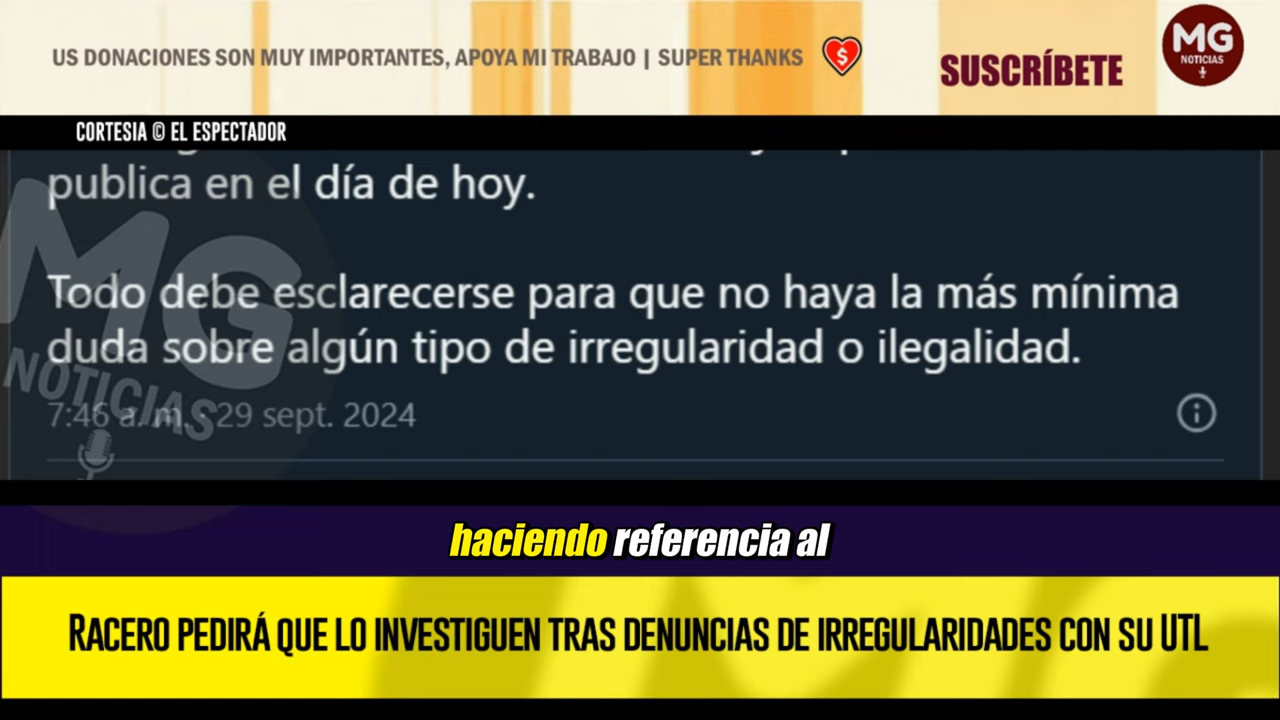 US DONACIONES SON MUY IMPORTANTES, APOYA MI TRABAJO | SUPER THANKS
$
SUSCRÍBETE
MG
NOTICIAS
CORTESIA © EL ESPECTADOR
publica en el día de hoy.
Todo debe esclarecerse para que no haya la más mínima
duda sobre algún tipo de irregularidad o ilegalidad.
7:46 a. m. · 29 sept. 2024
MG
NOTICIAS
haciendo referencia al
RACERO PEDIRÁ QUE LO INVESTIGUEN TRAS DENUNCIAS DE IRREGULARIDADES CON SU UTL